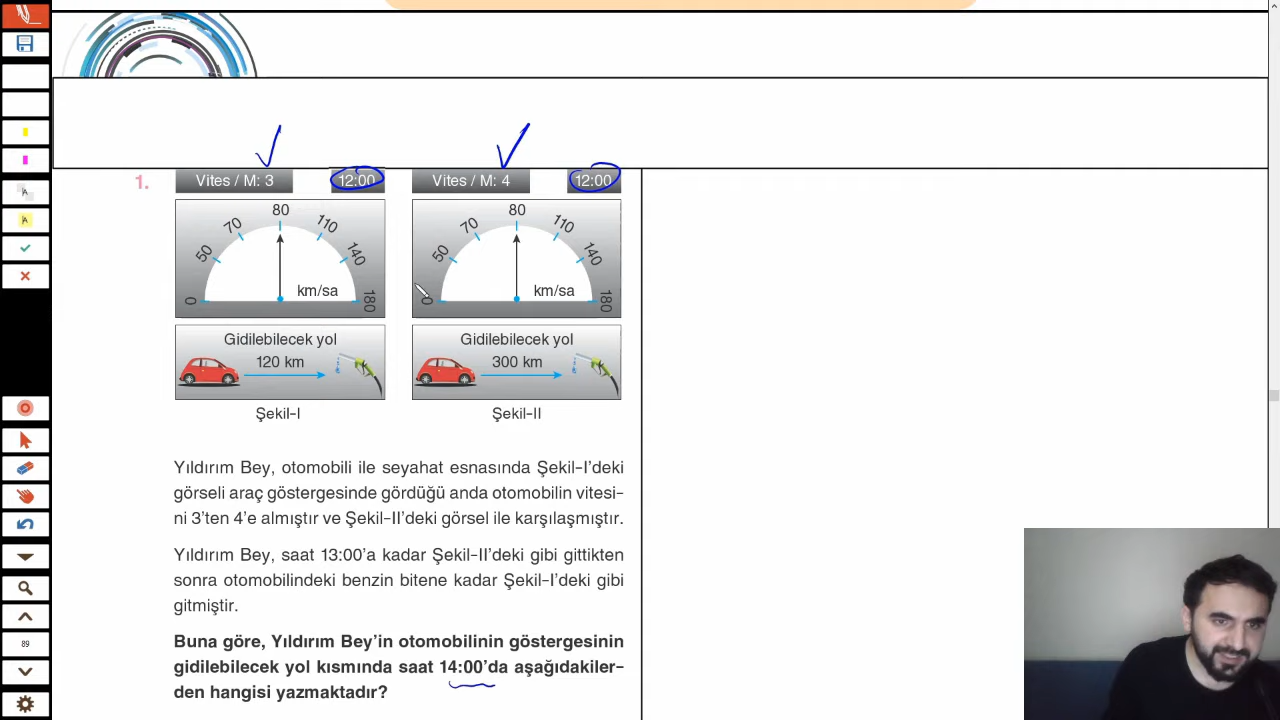 1.
Vites / M: 3
12:00
0
50
70
80
110
140
180
km/sa
Gidilebilecek yol
120 km
Şekil-I
Vites / M: 4
12:00
0
50
70
80
110
140
180
km/sa
Gidilebilecek yol
300 km
Şekil-II
Yıldırım Bey, otomobili ile seyahat esnasında Şekil-I'deki
görseli araç göstergesinde gördüğü anda otomobilin vitesi-
ni 3'ten 4'e almıştır ve Şekil-II'deki görsel ile karşılaşmıştır.
Yıldırım Bey, saat 13:00'a kadar Şekil-II'deki gibi gittikten
sonra otomobilindeki benzin bitene kadar Şekil-I'deki gibi
gitmiştir.
Buna göre, Yıldırım Bey'in otomobilinin göstergesinin
gidilebilecek yol kısmında saat 14:00'da aşağıdakiler-
den hangisi yazmaktadır?
A
A
89